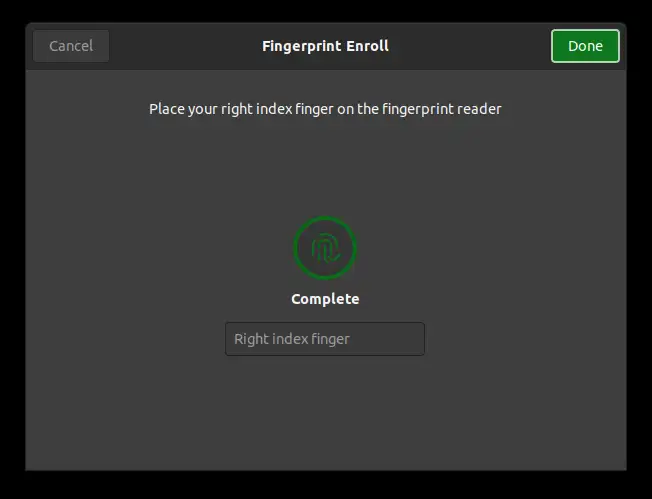 Cancel
Fingerprint Enroll
Done
Place your right index finger on the fingerprint reader
Complete
Right index finger